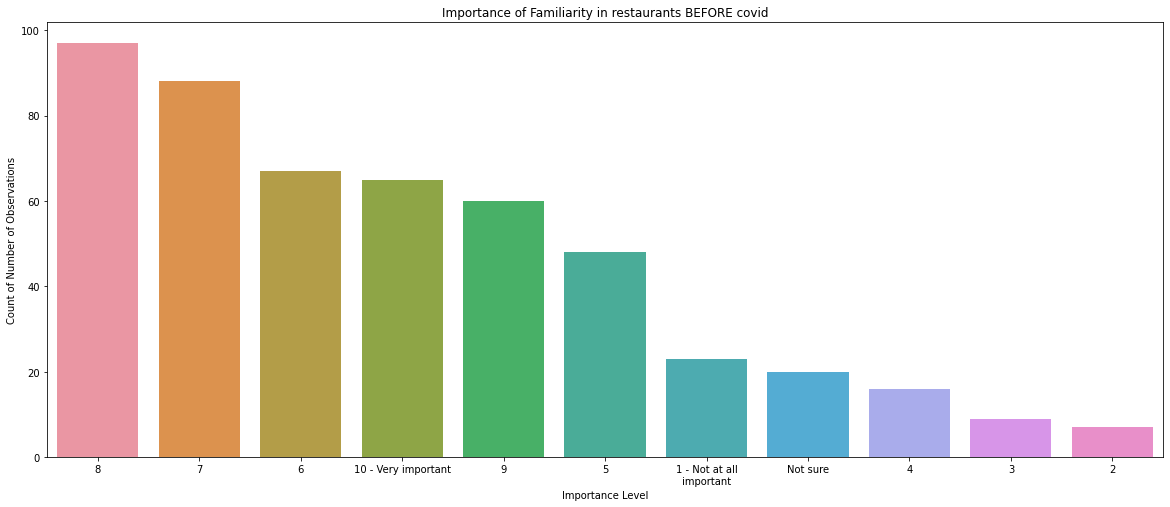 Importance of Familiarity in restaurants BEFORE covid
Count of Number of Observations
100
80
60
40
20
0
8
7
6
10 - Very important
9
5
1 - Not at all
important
Not sure
4
3
2
Importance Level